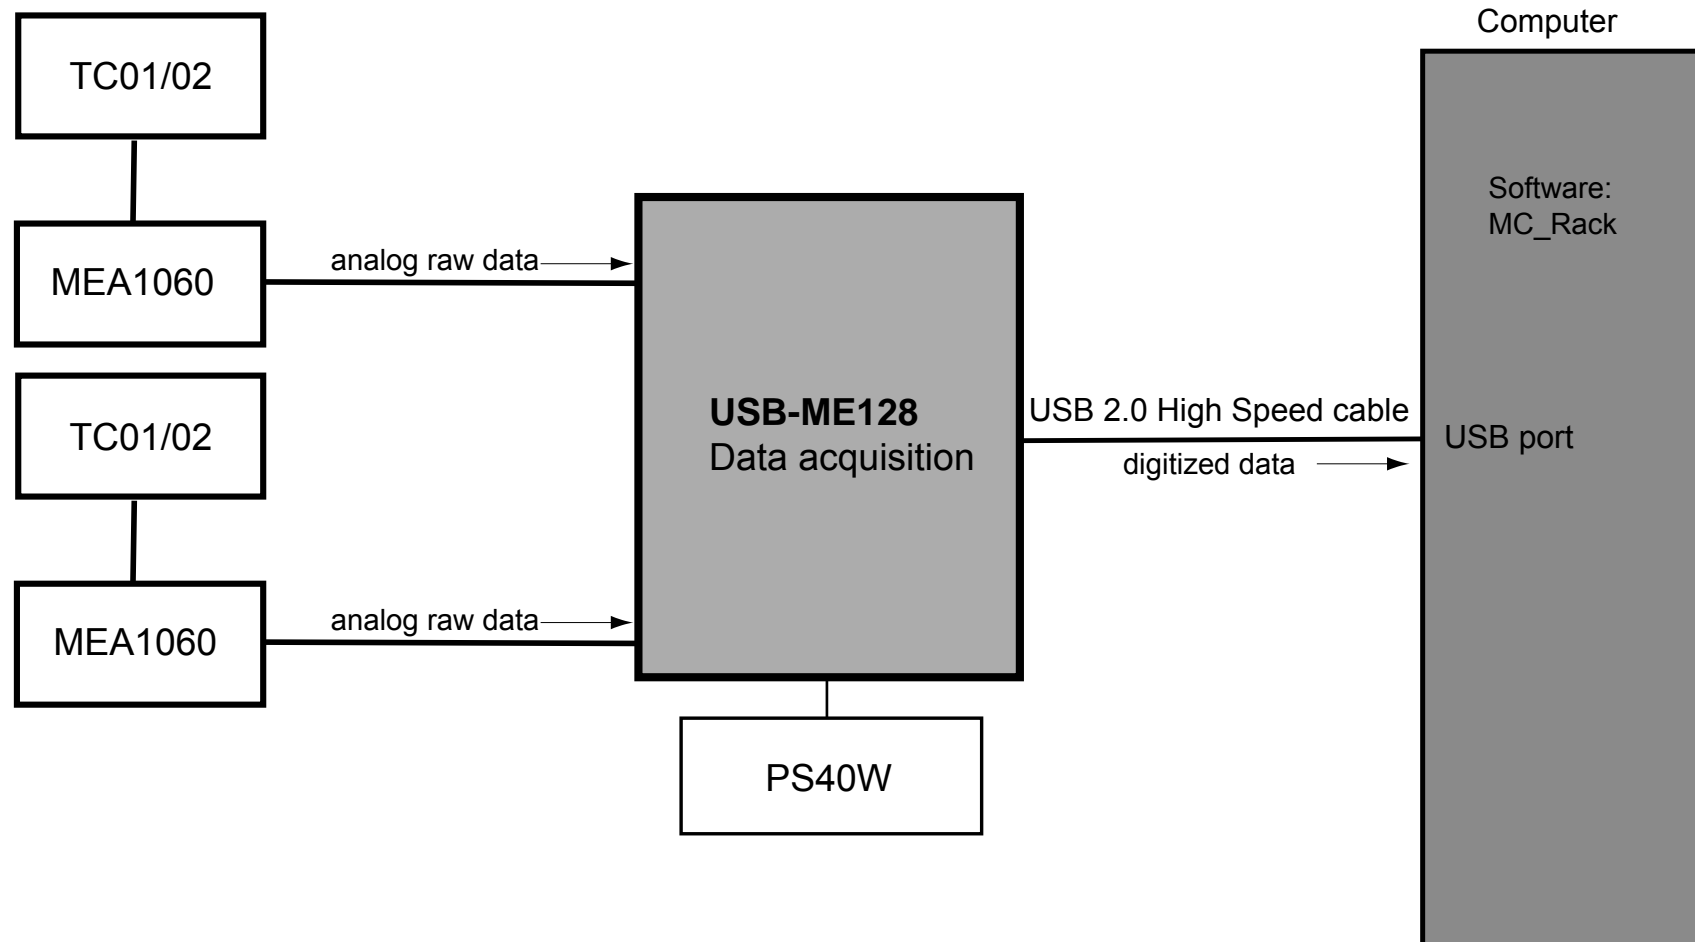 Computer
TC01/02
Software:
MC_Rack
analog raw data
MEA1060
USB-ME128
Data acquisition
USB 2.0 High Speed cable
digitized data
USB port
TC01/02
analog raw data
MEA1060
PS40W